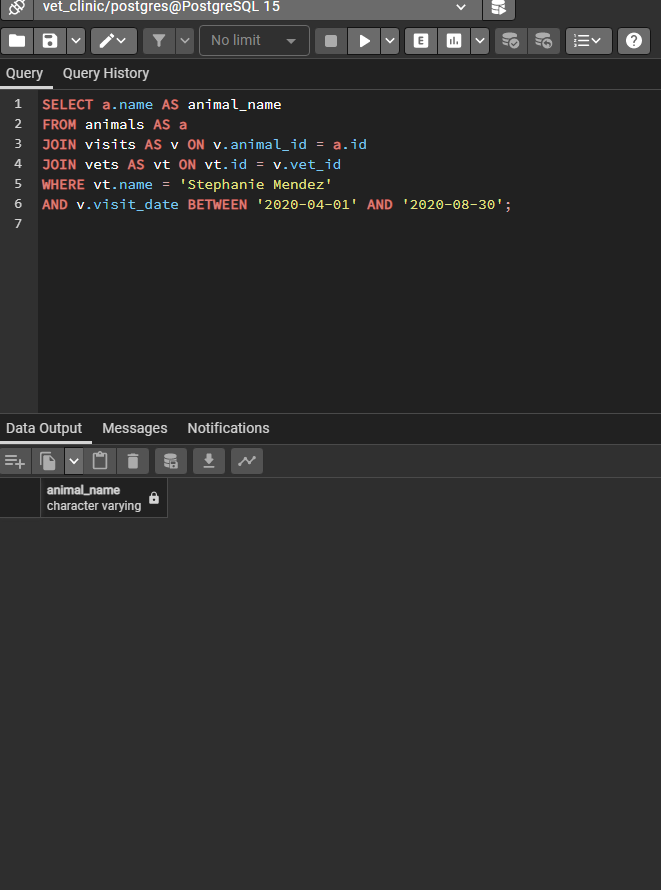 vet_clinic/postgres@PostgreSQL 15
No limit
E
Query Query History
1 SELECT a.name AS animal_name
2 FROM animals AS a
3 JOIN visits AS v ON v.animal_id = a.id
4 JOIN vets AS vt ON vt.id = v.vet_id
5 WHERE vt.name = 'Stephanie Mendez'
6 AND v.visit_date BETWEEN '2020-04-01' AND '2020-08-30';
7
Data Output Messages Notifications
animal_name
character varying